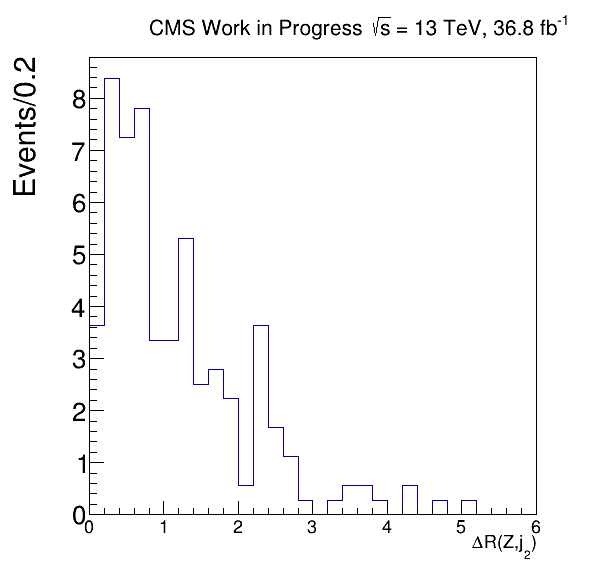 CMS Work in Progress √s = 13 TeV, 36.8 fb⁻¹
Events/0.2
8
7
6
5
4
3
2
1
0
0 1 2 3 4 5 6
ΔR(Z,j₂)